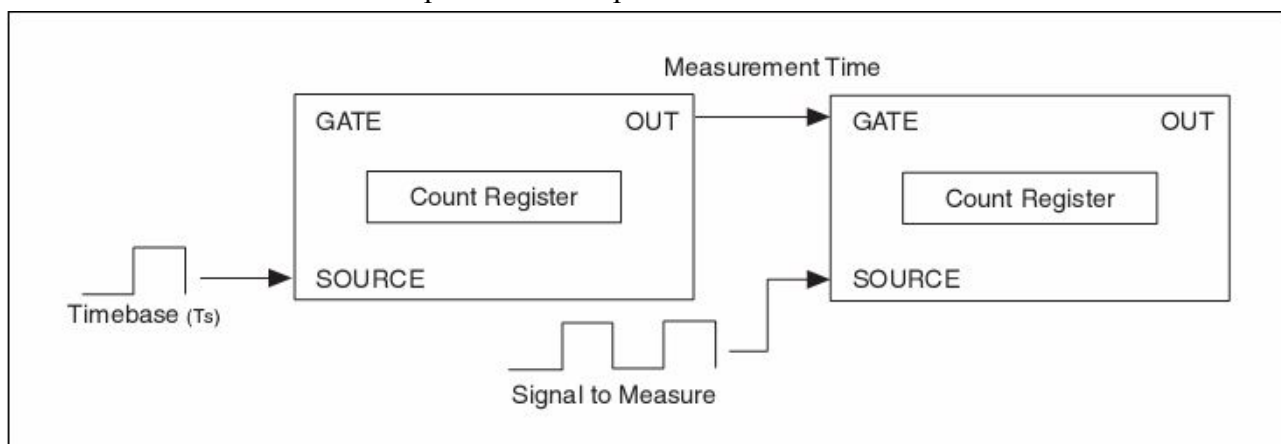 Measurement Time
GATE OUT
Count Register
SOURCE
Timebase (Ts)
GATE OUT
Count Register
SOURCE
Signal to Measure